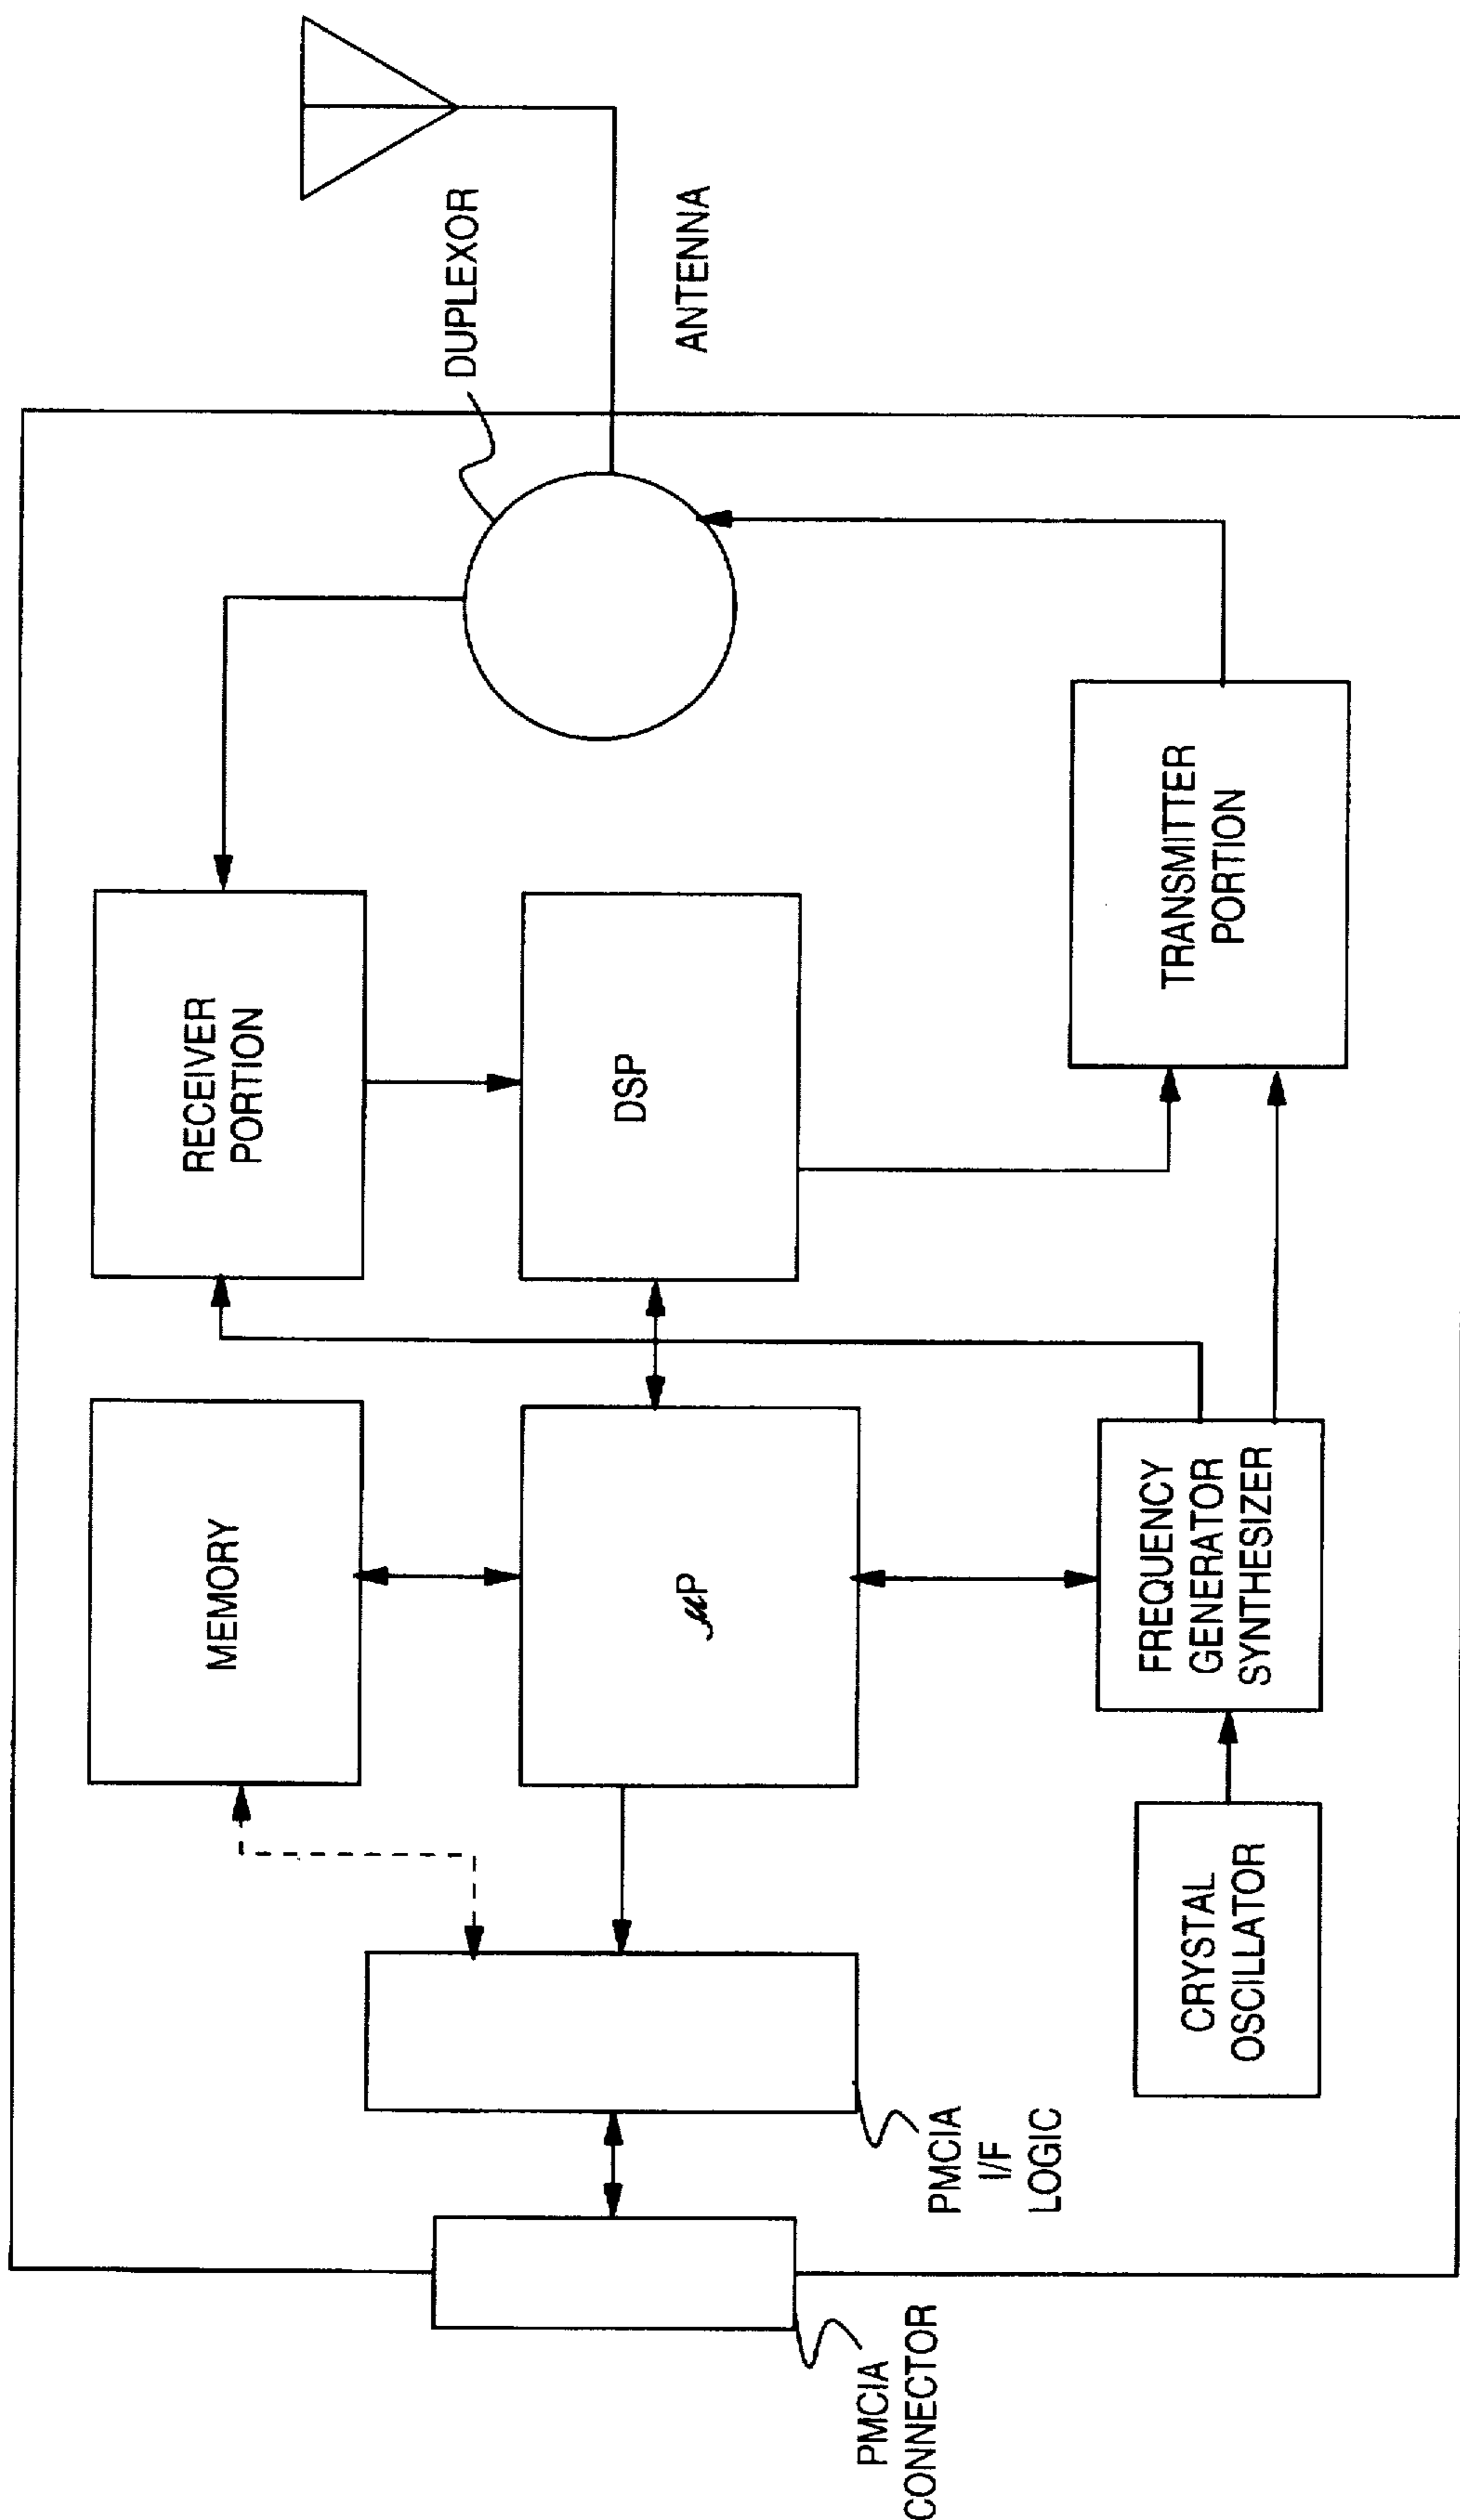 DUPLEXOR
ANTENNA
RECEIVER
PORTION
DSP
TRANSMITTER
PORTION
MEMORY
µP
FREQUENCY
GENERATOR
SYNTHESIZER
CRYSTAL
OSCILLATOR
PMCIA
I/F
LOGIC
PMCIA
CONNECTOR